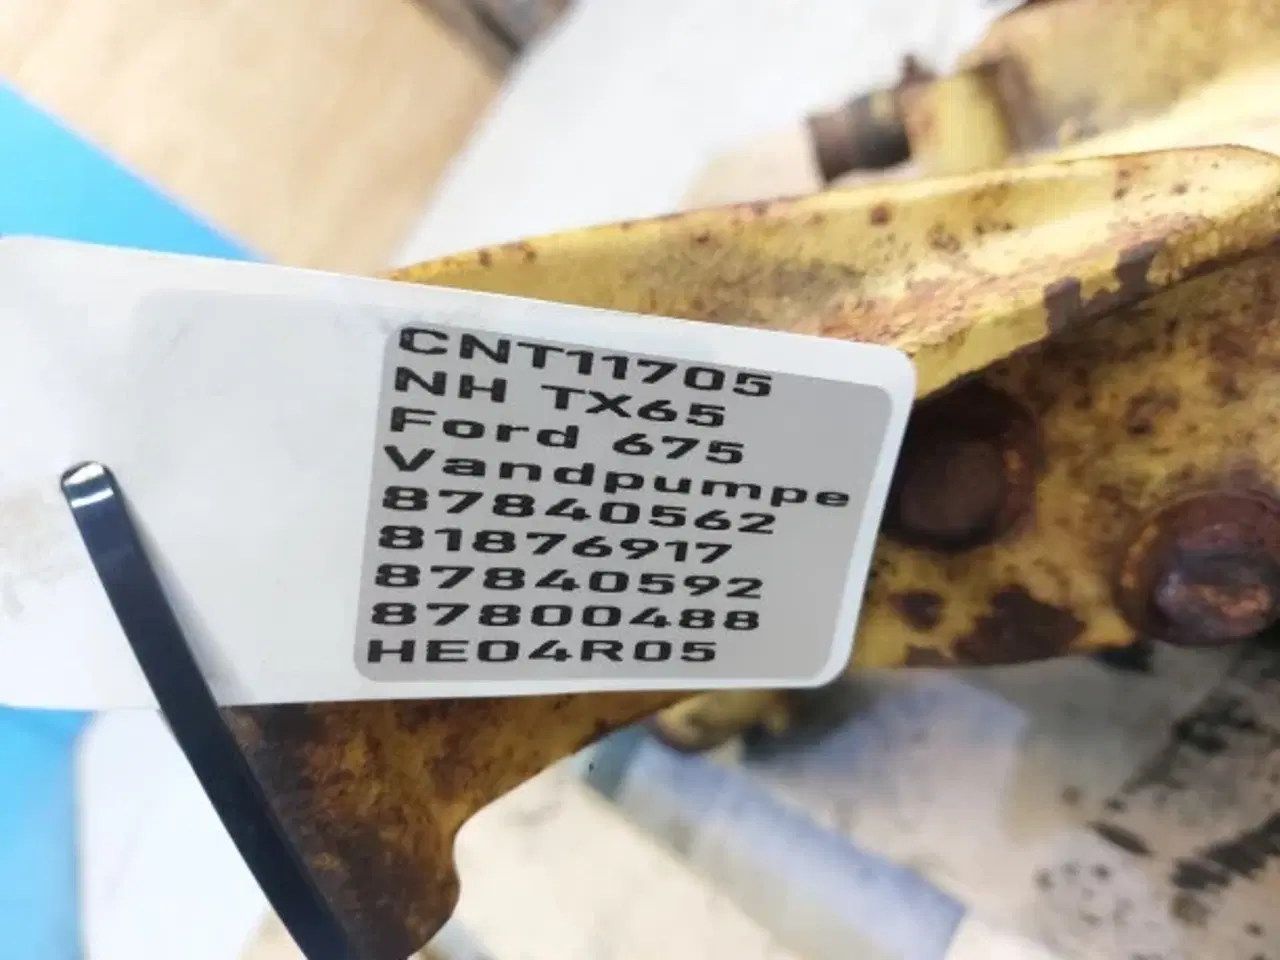 CNT11705
NH TX65
Ford 675
Vandpumpe
87840562
81876917
87840592
87800488
HE04R05